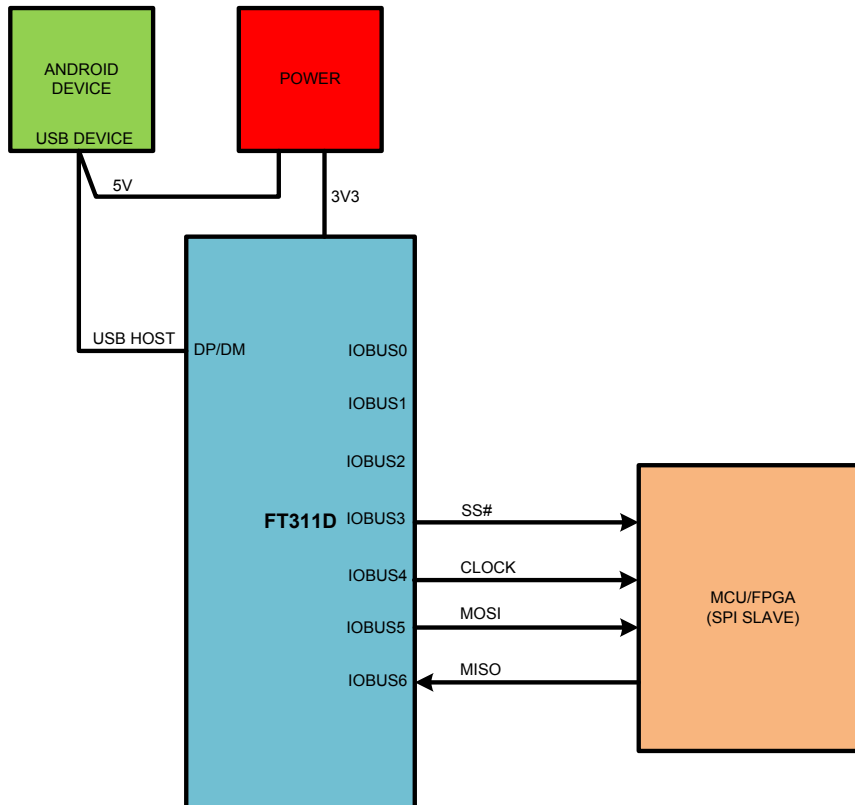 ANDROID
DEVICE
USB DEVICE
POWER
5V
3V3
USB HOST
DP/DM
IOBUS0
IOBUS1
IOBUS2
FT311D
IOBUS3
SS#
IOBUS4
CLOCK
IOBUS5
MOSI
IOBUS6
MISO
MCU/FPGA
(SPI SLAVE)